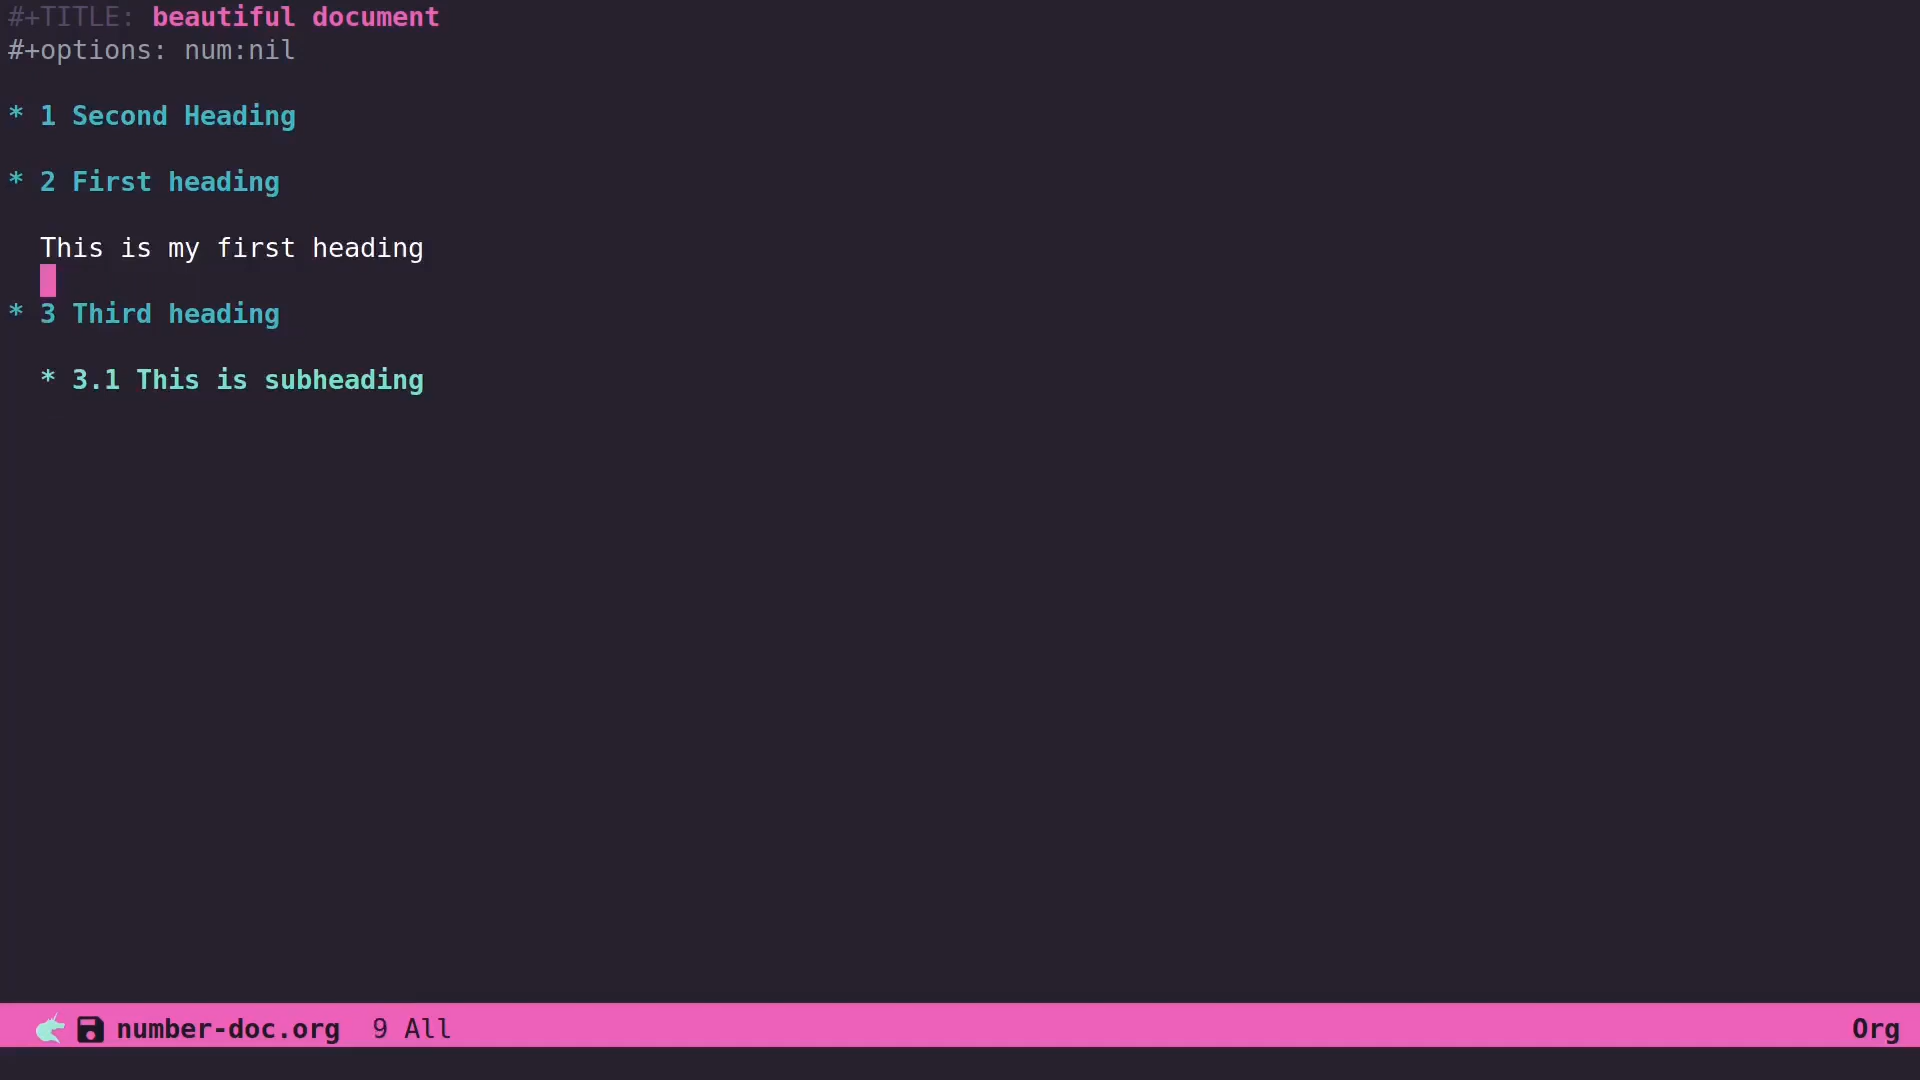 #+TITLE: beautiful document
#+options: num:nil
* 1 Second Heading
* 2 First heading
This is my first heading
* 3 Third heading
* 3.1 This is subheading
number-doc.org 9 All Org